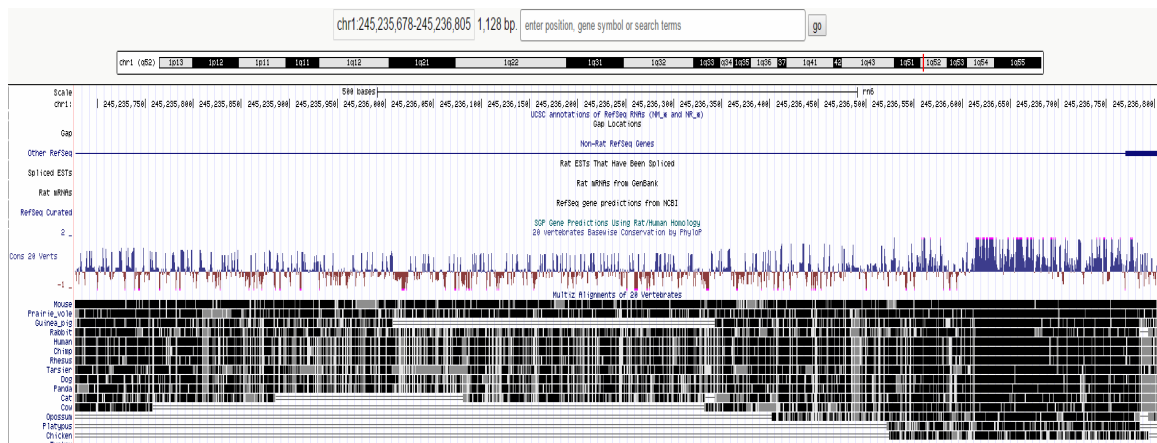 chr1:245,235,678-245,236,805 1,128 bp. enter position, gene symbol or search terms go
chr1 (q52) 1p13 1p12 1p11 1q11 1q12 1q21 1q22 1q31 1q32 1q33 q34 1q35 1q36 37 1q41 42 1q43 1q51 1q52 1q53 1q54 1q55
Scale 500 bases rn6
chr1: 245,235,750 245,235,800 245,235,850 245,235,900 245,235,950 245,236,000 245,236,050 245,236,100 245,236,150 245,236,200 245,236,250 245,236,300 245,236,350 245,236,400 245,236,450 245,236,500 245,236,550 245,236,600 245,236,650 245,236,700 245,236,750 245,236,800
UCSC annotations of RefSeq RNAs (NM_* and NR_*)
Gap Locations
Gap
Non-Rat RefSeq Genes
Other RefSeq
Rat ESTs That Have Been Spliced
Spliced ESTs
Rat mRNAs from GenBank
Rat mRNAs
RefSeq gene predictions from NCBI
RefSeq Curated
SGP Gene Predictions Using Rat/Human Homology
20 vertebrates Basewise Conservation by PhyloP
2 _
Cons 20 Verts
-1 _
Multiz Alignments of 20 Vertebrates
Mouse
Prairie_vole
Guinea_pig
Rabbit
Human
Chimp
Rhesus
Tarsier
Dog
Panda
Cat
Cow
Opossum
Platypus
Chicken